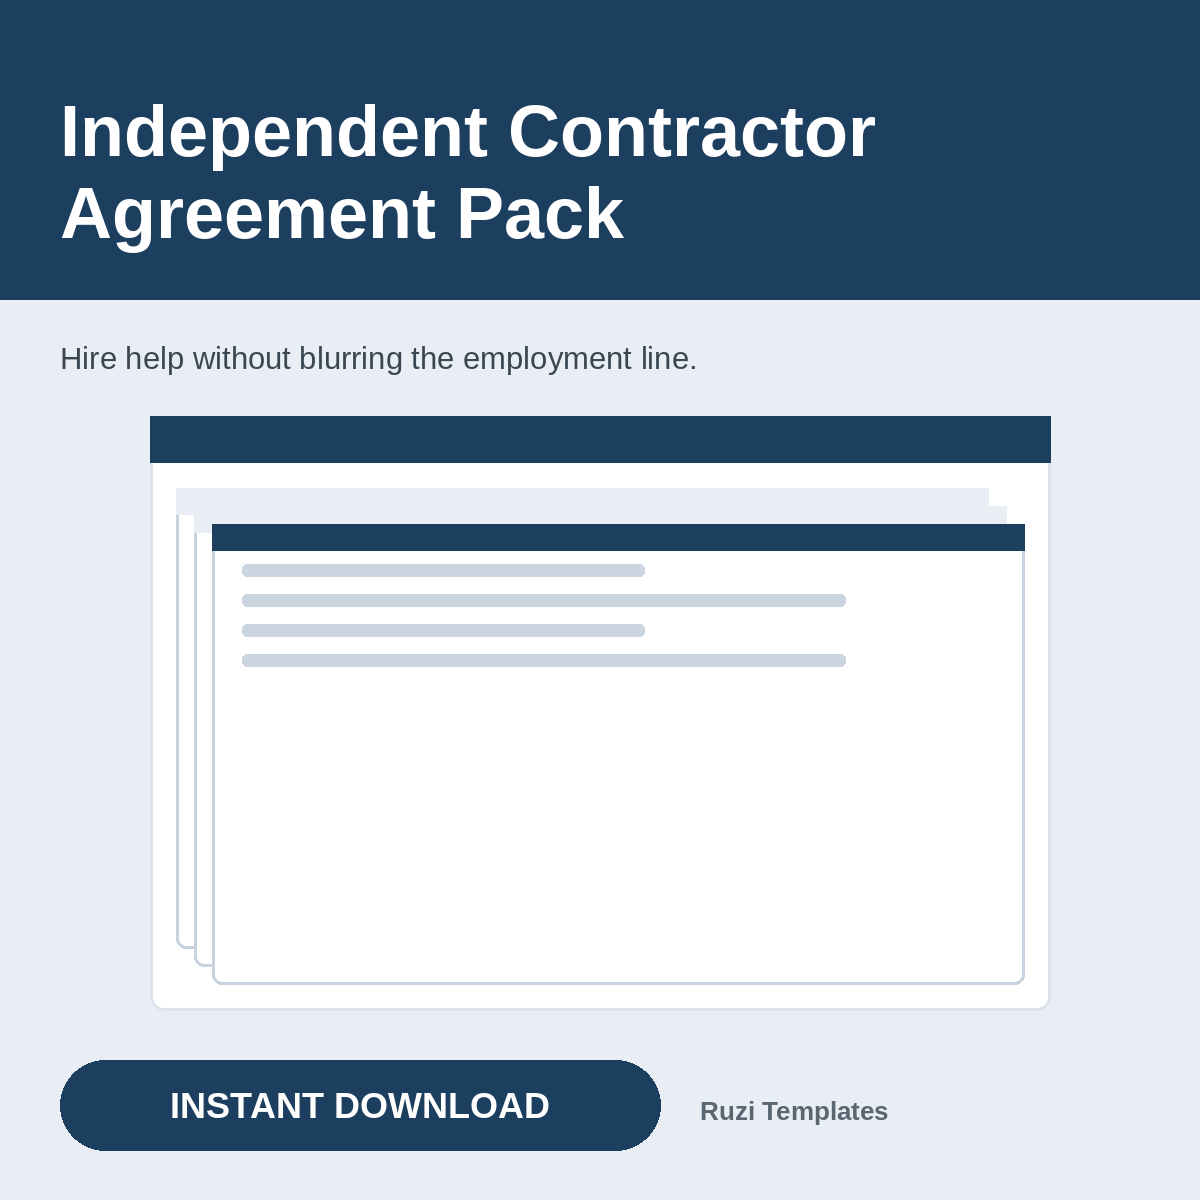 Independent Contractor
Agreement Pack
Hire help without blurring the employment line.
INSTANT DOWNLOAD
Ruzi Templates